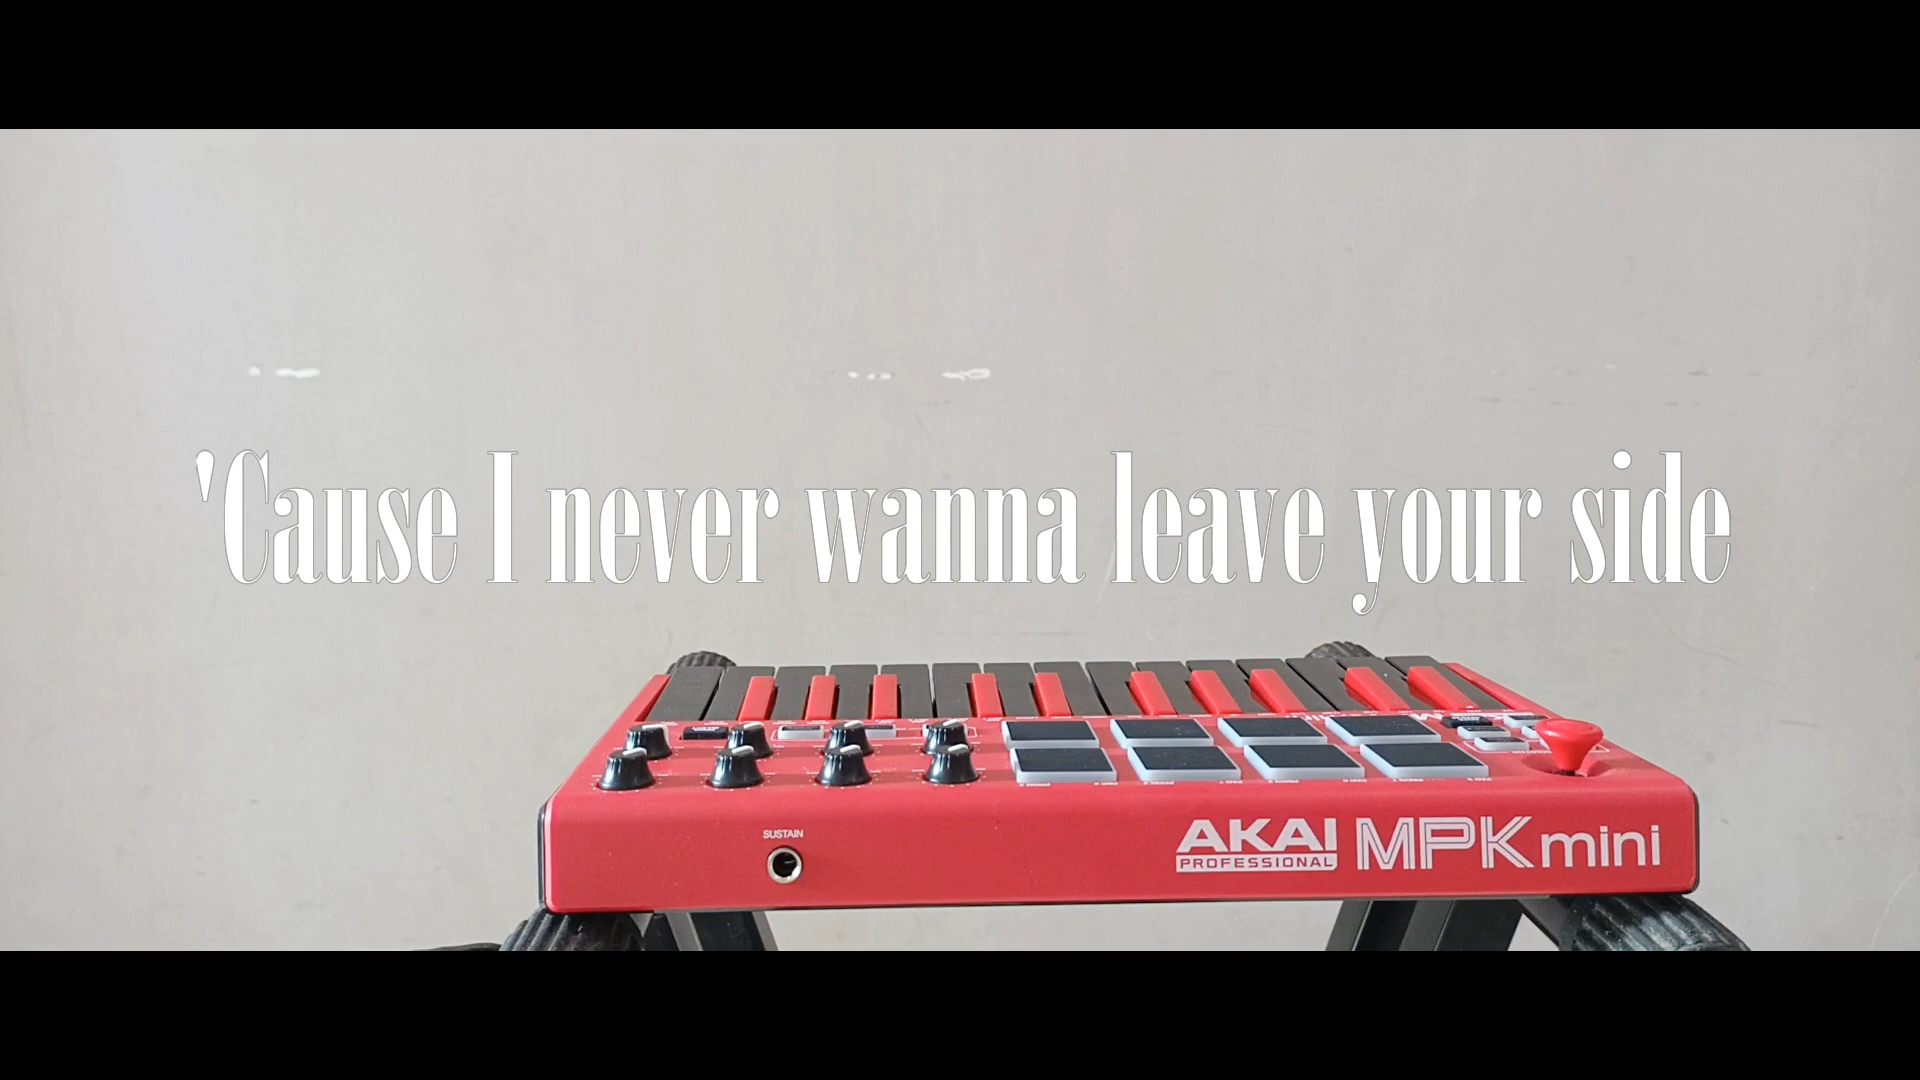 'Cause I never wanna leave your side
SUSTAIN
AKAI MPK mini
PROFESSIONAL